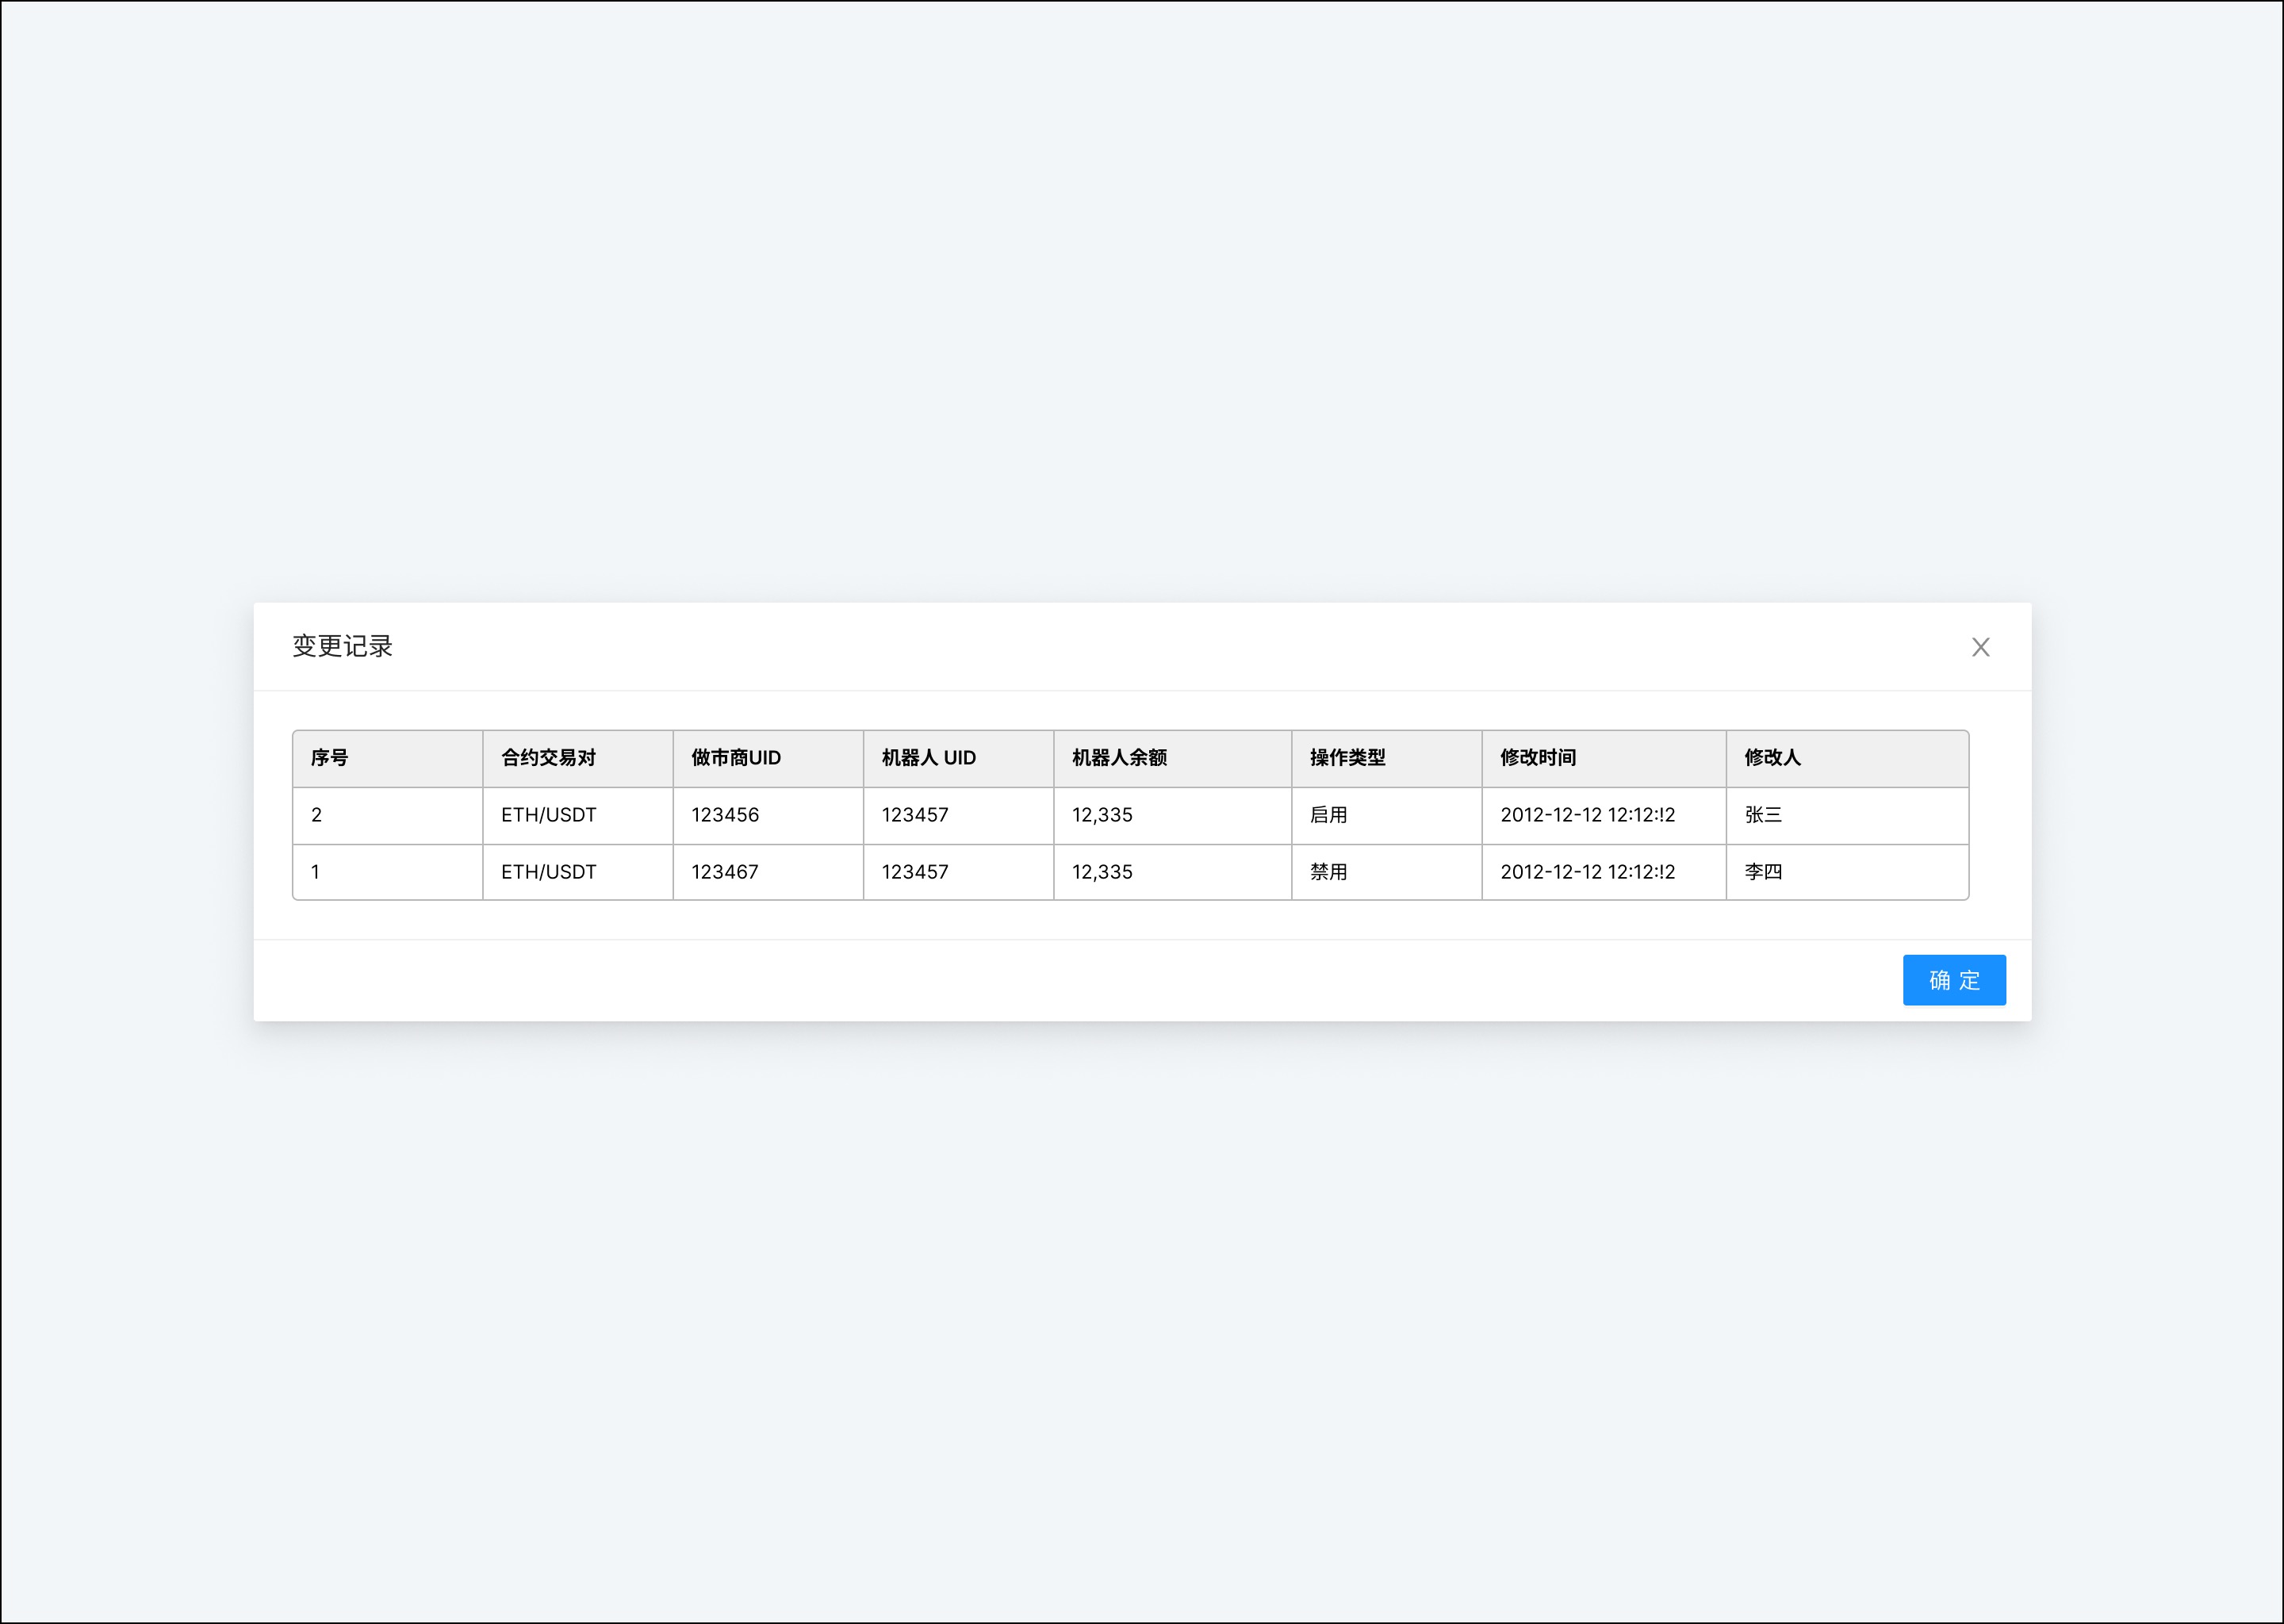 变更记录
序号 合约交易对 做市商UID 机器人 UID 机器人余额 操作类型 修改时间 修改人
2 ETH/USDT 123456 123457 12,335 启用 2012-12-12 12:12:!2 张三
1 ETH/USDT 123467 123457 12,335 禁用 2012-12-12 12:12:!2 李四
确 定